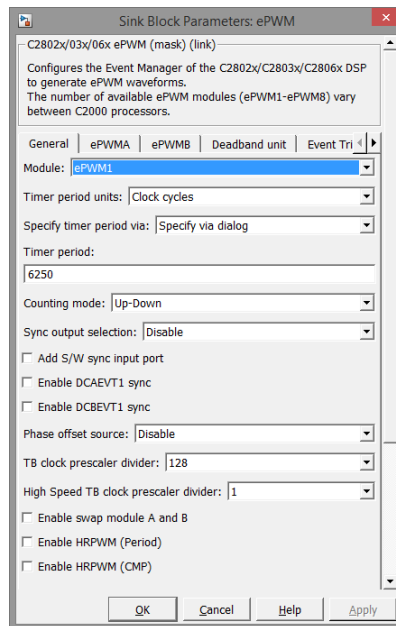 Sink Block Parameters: ePWM
C2802x/03x/06x ePWM (mask) (link)
Configures the Event Manager of the C2802x/C2803x/C2806x DSP
to generate ePWM waveforms.
The number of available ePWM modules (ePWM1-ePWM8) vary
between C2000 processors.
General ePWMA ePWMB Deadband unit Event Tri
Module: ePWM1
Timer period units: Clock cycles
Specify timer period via: Specify via dialog
Timer period:
6250
Counting mode: Up-Down
Sync output selection: Disable
Add S/W sync input port
Enable DCAEVT1 sync
Enable DCBEVT1 sync
Phase offset source: Disable
TB clock prescaler divider: 128
High Speed TB clock prescaler divider: 1
Enable swap module A and B
Enable HRPWM (Period)
Enable HRPWM (CMP)
OK Cancel Help Apply